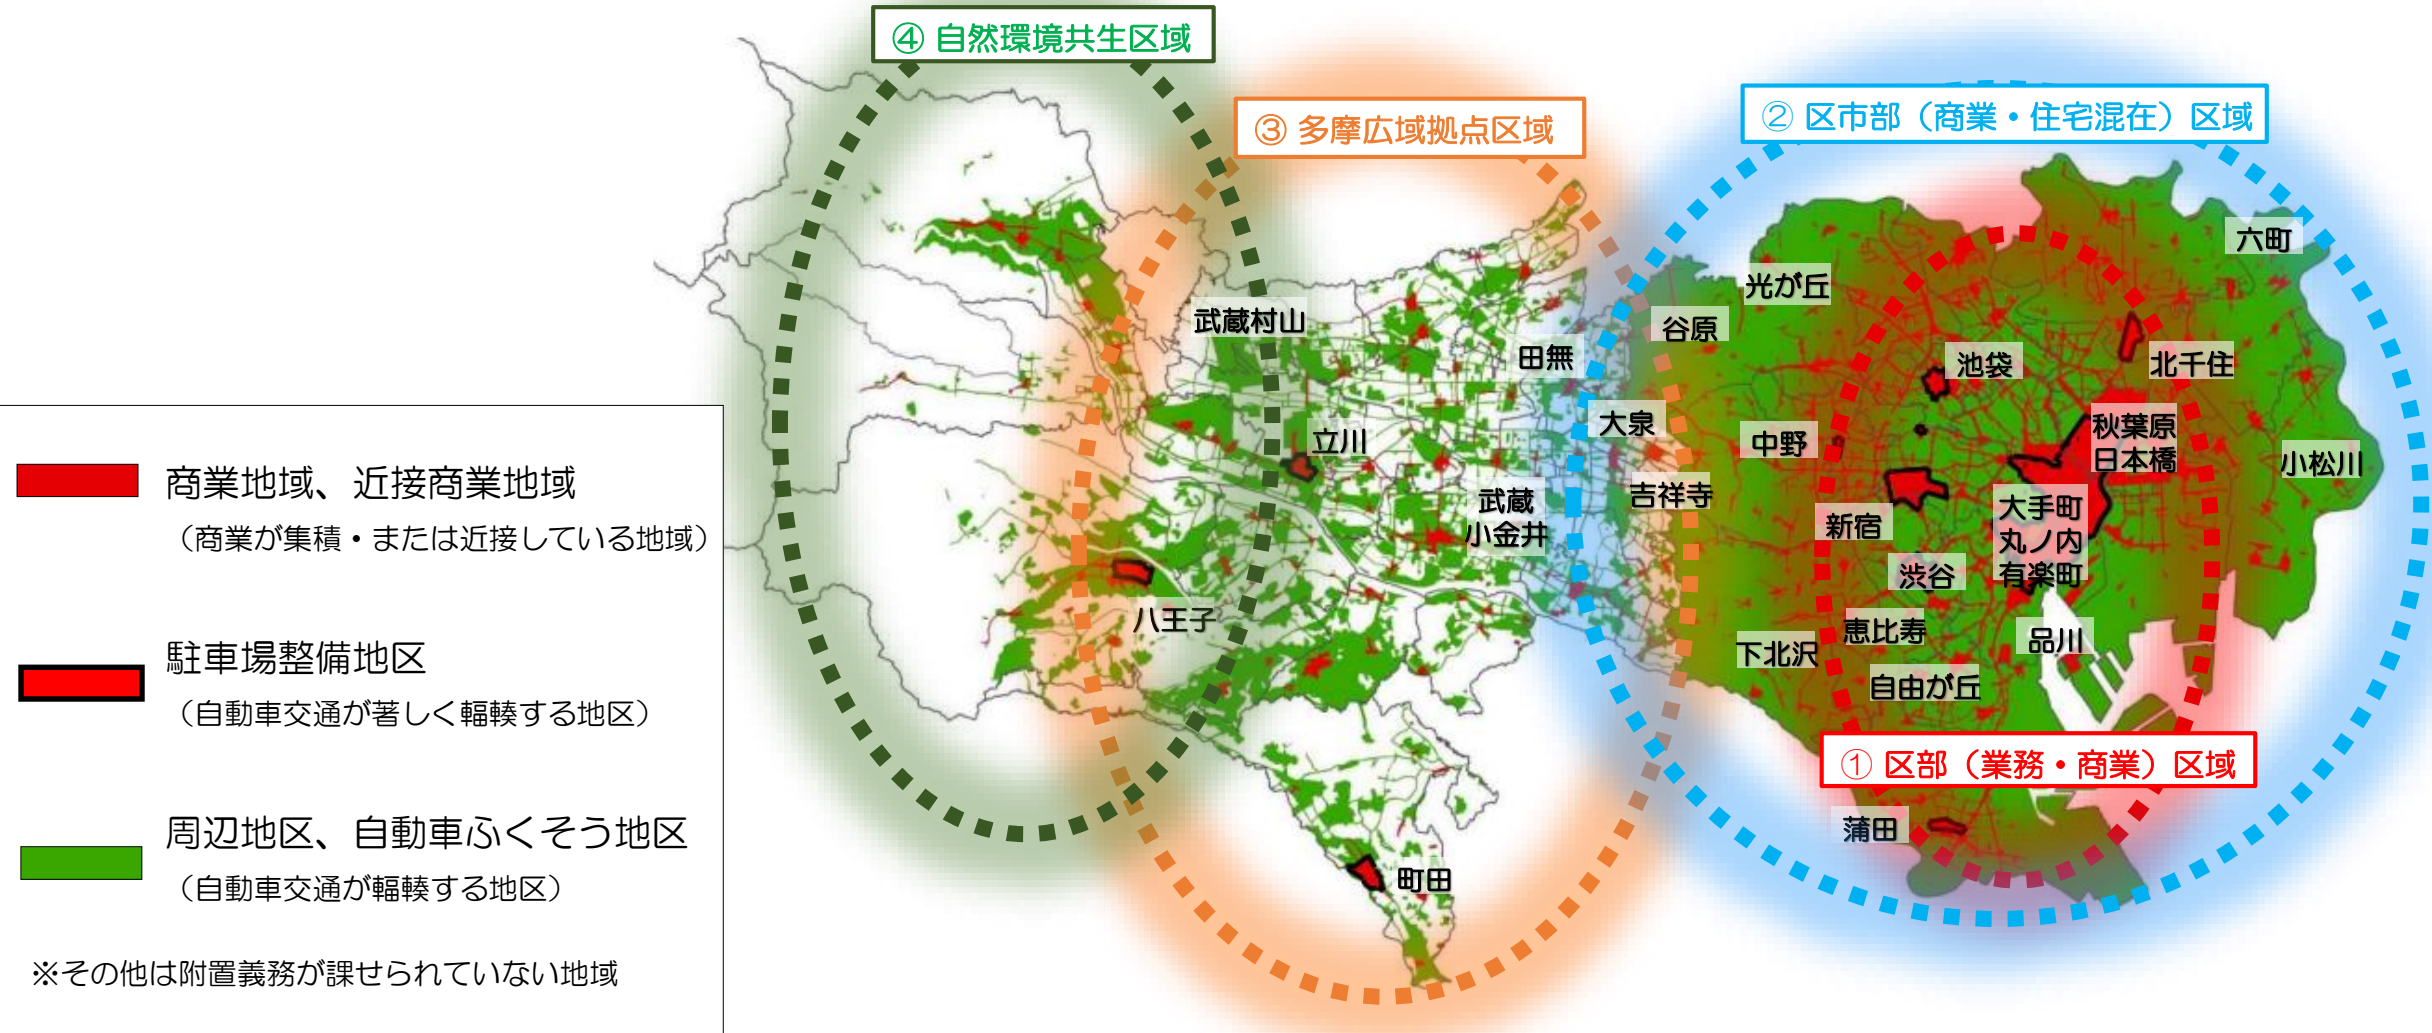 ④ 自然環境共生区域
③ 多摩広域拠点区域
② 区市部（商業・住宅混在）区域
六町
光が丘
谷原
武蔵村山
田無
池袋
北千住
大泉
中野
立川
秋葉原
日本橋
小松川
吉祥寺
武蔵
小金井
新宿
大手町
丸ノ内
有楽町
渋谷
八王子
恵比寿
品川
下北沢
自由が丘
① 区部（業務・商業）区域
蒲田
町田
商業地域、近接商業地域
（商業が集積・または近接している地域）
駐車場整備地区
（自動車交通が著しく輻輳する地区）
周辺地区、自動車ふくそう地区
（自動車交通が輻輳する地区）
※その他は附置義務が課せられていない地域